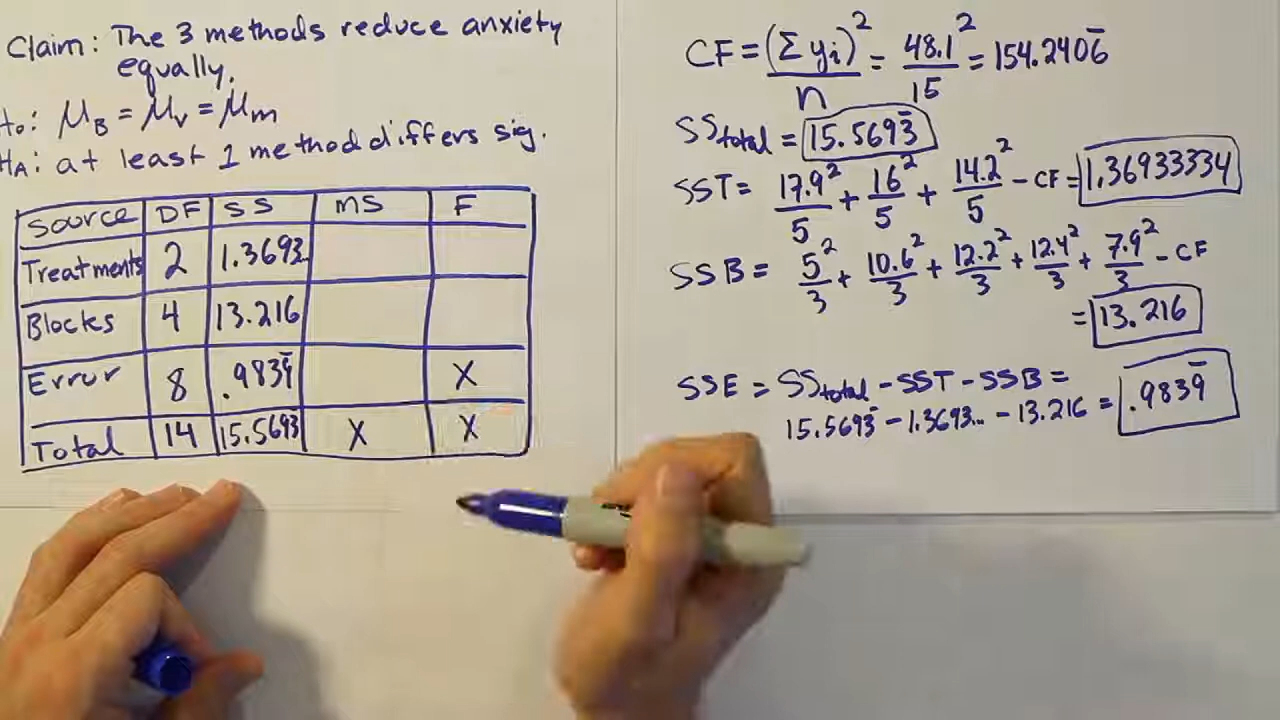 Claim: The 3 methods reduce anxiety
equally.
Ho: μB = μv = μm
HA: at least 1 method differs sig.
Source DF SS MS F
Treatments 2 1.3693..
Blocks 4 13.216
Error 8 .9839̄ X
Total 14 15.5693̄ X X
CF = (Σyi)² / n = 48.1² / 15 = 154.2406̄
SStotal = 15.5693̄
SST = 17.9²/5 + 16²/5 + 14.2²/5 - CF = 1.36933334
SSB = 5²/3 + 10.6²/3 + 12.2²/3 + 12.4²/3 + 7.9²/3 - CF
= 13.216
SSE = SStotal - SST - SSB =
15.5693̄ - 1.3693... - 13.216 = .9839̄